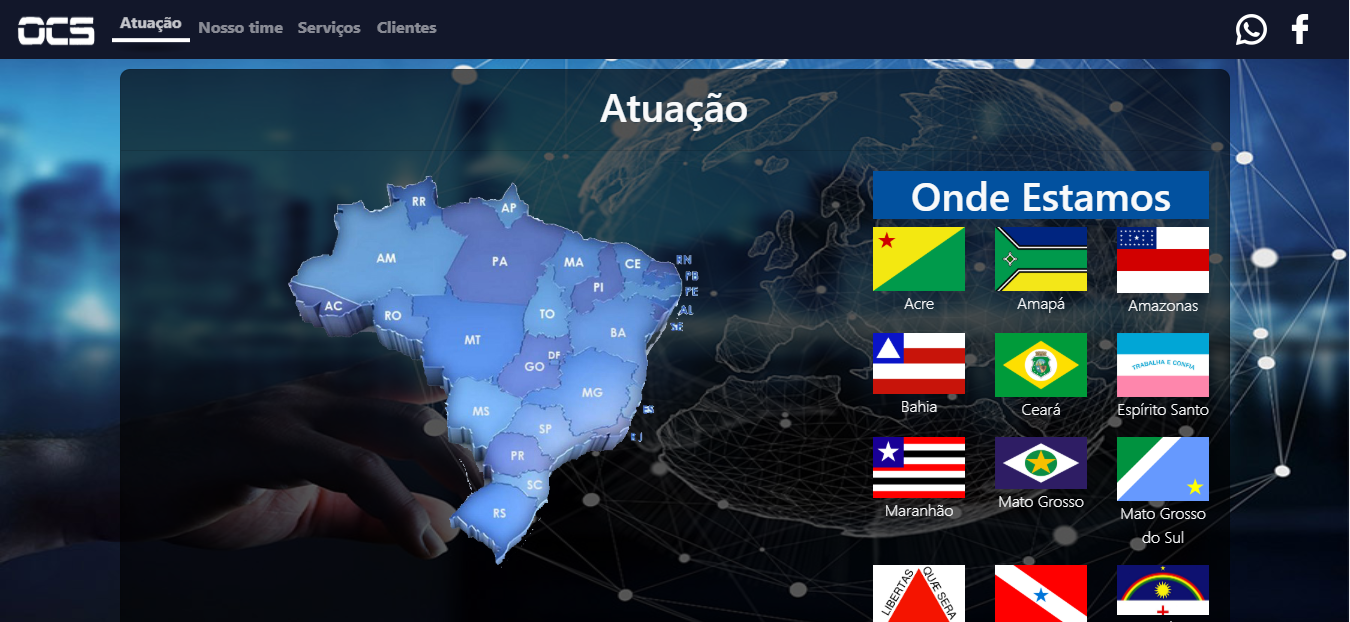 OCS
Atuação
Nosso time
Serviços
Clientes
Atuação
Onde Estamos
RR
AP
AM
PA
MA
CE
RN
PB
PE
AL
PI
AC
RO
TO
BA
MT
DF
GO
MG
MS
ES
SP
RJ
PR
SC
RS
Acre
Amapá
Amazonas
Bahia
Ceará
TRABALHA E CONFIA
Espírito Santo
Maranhão
Mato Grosso
Mato Grosso
do Sul
LIBERTAS QUÆ SERA